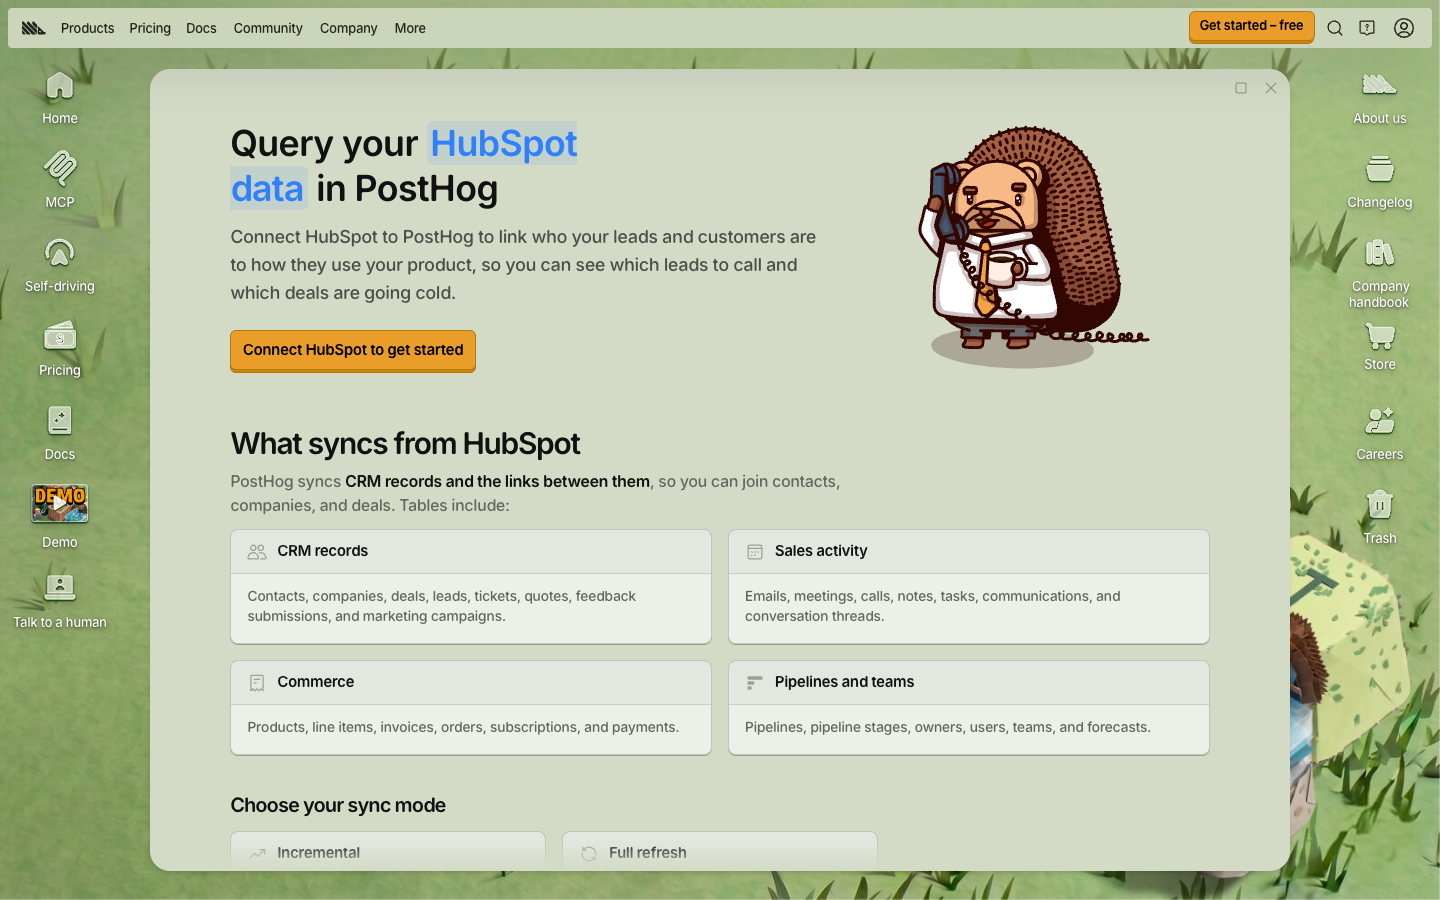 Products Pricing Docs Community Company More
Get started – free
Home
MCP
Self-driving
Pricing
Docs
DEMO
Demo
Talk to a human
Query your HubSpot
data in PostHog
Connect HubSpot to PostHog to link who your leads and customers are
to how they use your product, so you can see which leads to call and
which deals are going cold.
Connect HubSpot to get started
What syncs from HubSpot
PostHog syncs CRM records and the links between them, so you can join contacts,
companies, and deals. Tables include:
CRM records
Contacts, companies, deals, leads, tickets, quotes, feedback
submissions, and marketing campaigns.
Sales activity
Emails, meetings, calls, notes, tasks, communications, and
conversation threads.
Commerce
Products, line items, invoices, orders, subscriptions, and payments.
Pipelines and teams
Pipelines, pipeline stages, owners, users, teams, and forecasts.
Choose your sync mode
Incremental
Full refresh
About us
Changelog
Company
handbook
Store
Careers
Trash